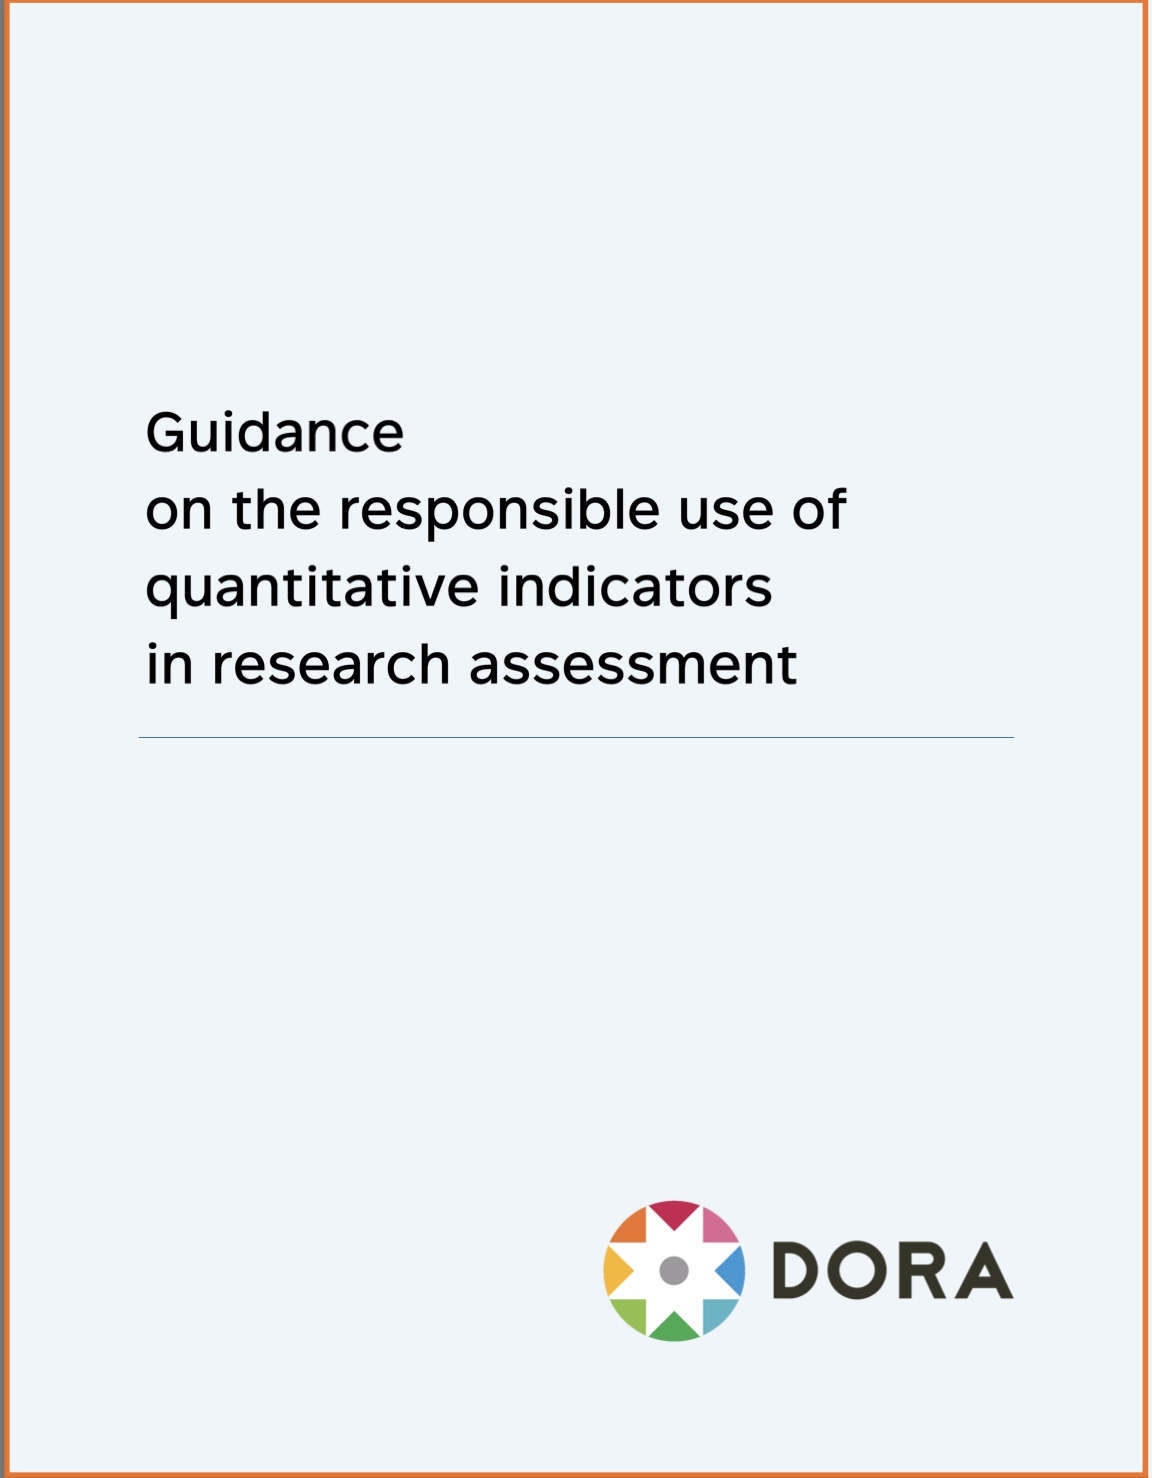 Guidance
on the responsible use of
quantitative indicators
in research assessment
DORA